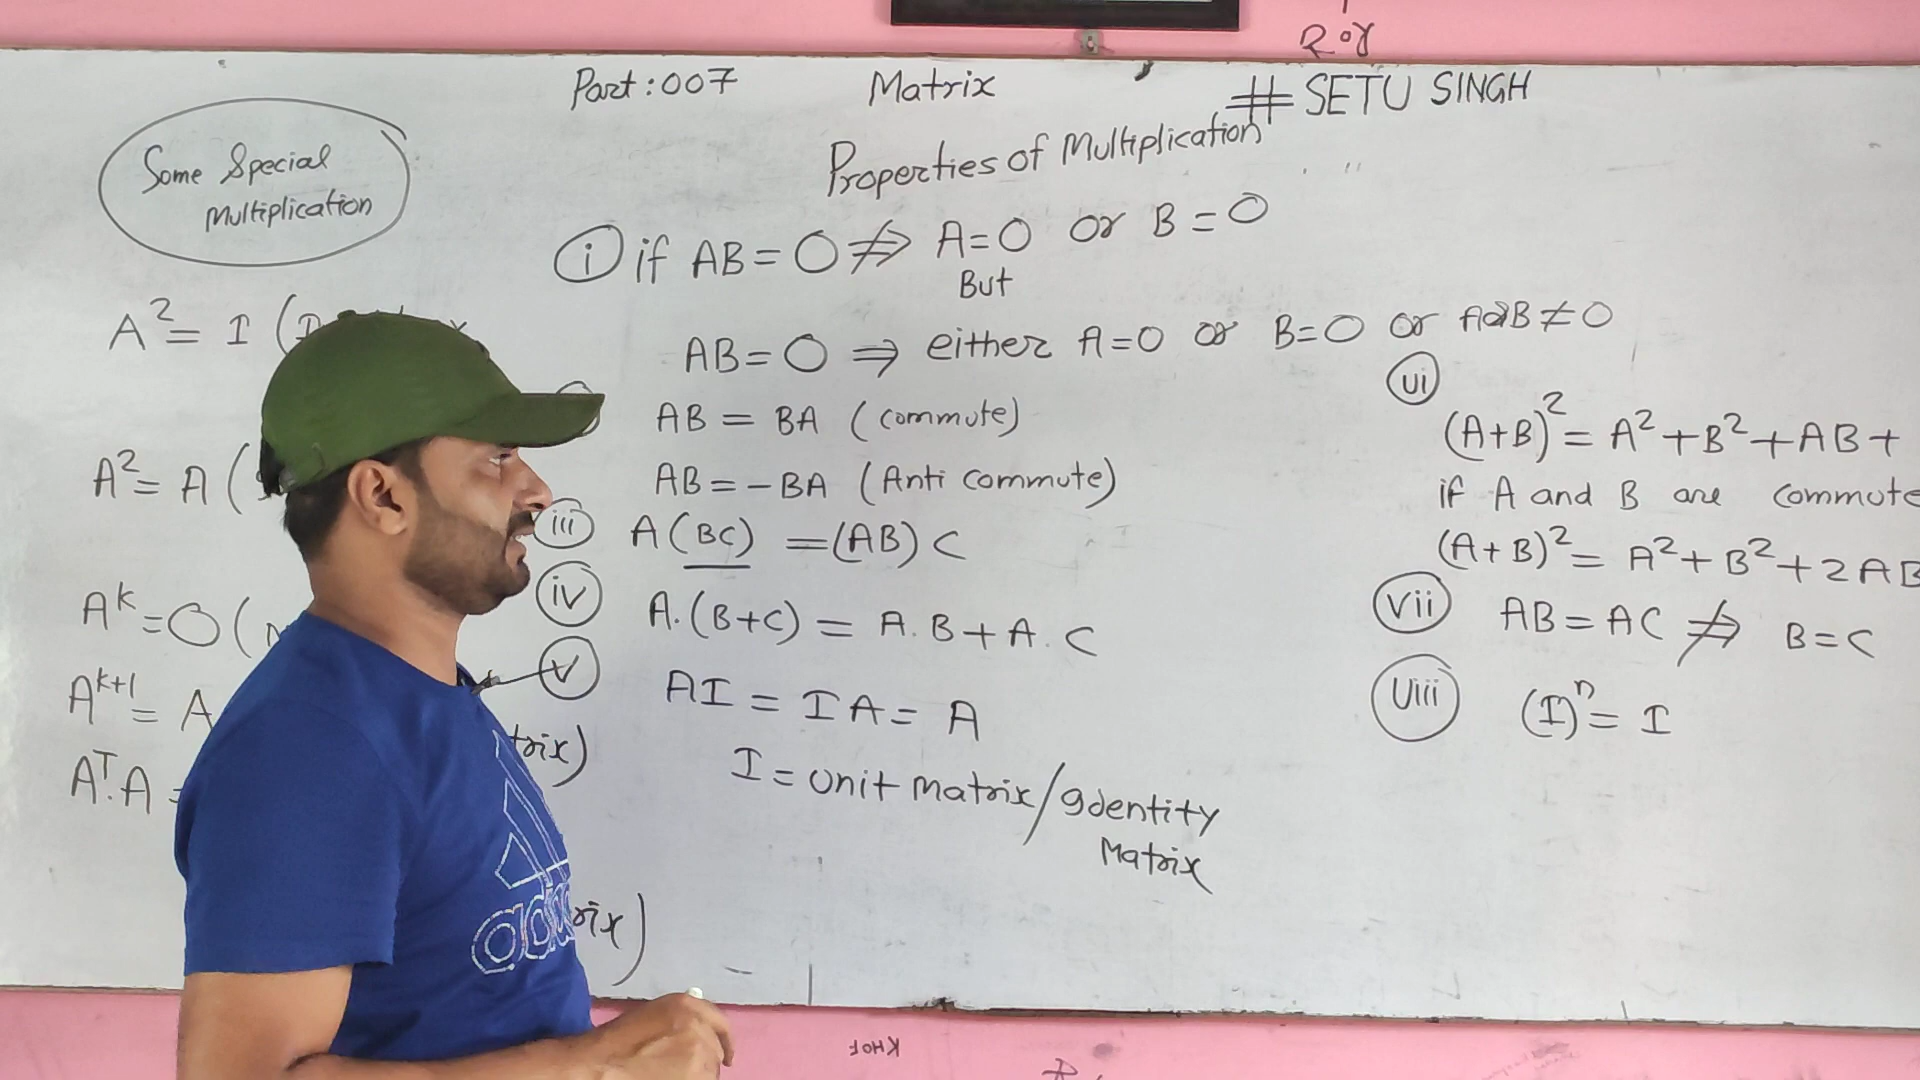 Part : 007 Matrix # SETU SINGH
Properties of Multiplication
Some Special
Multiplication
(i) if AB = O ⇏ A = O or B = O
But
AB = O ⇒ either A = O or B = O or A & B ≠ O
AB = BA (commute)
AB = -BA (Anti commute)
(iii) A(BC) = (AB) C
(iv) A.(B+C) = A.B + A.C
(v) AI = IA = A
I = Unit Matrix / Identity
Matrix
A² = I (
A² = A (
Aᵏ = O (
Aᵏ⁺¹ = A
Aᵀ.A =
(vi)
(A+B)² = A² + B² + AB +
if A and B are commute
(A+B)² = A² + B² + 2AB
(vii) AB = AC ⇏ B = C
(viii) (I)ⁿ = I